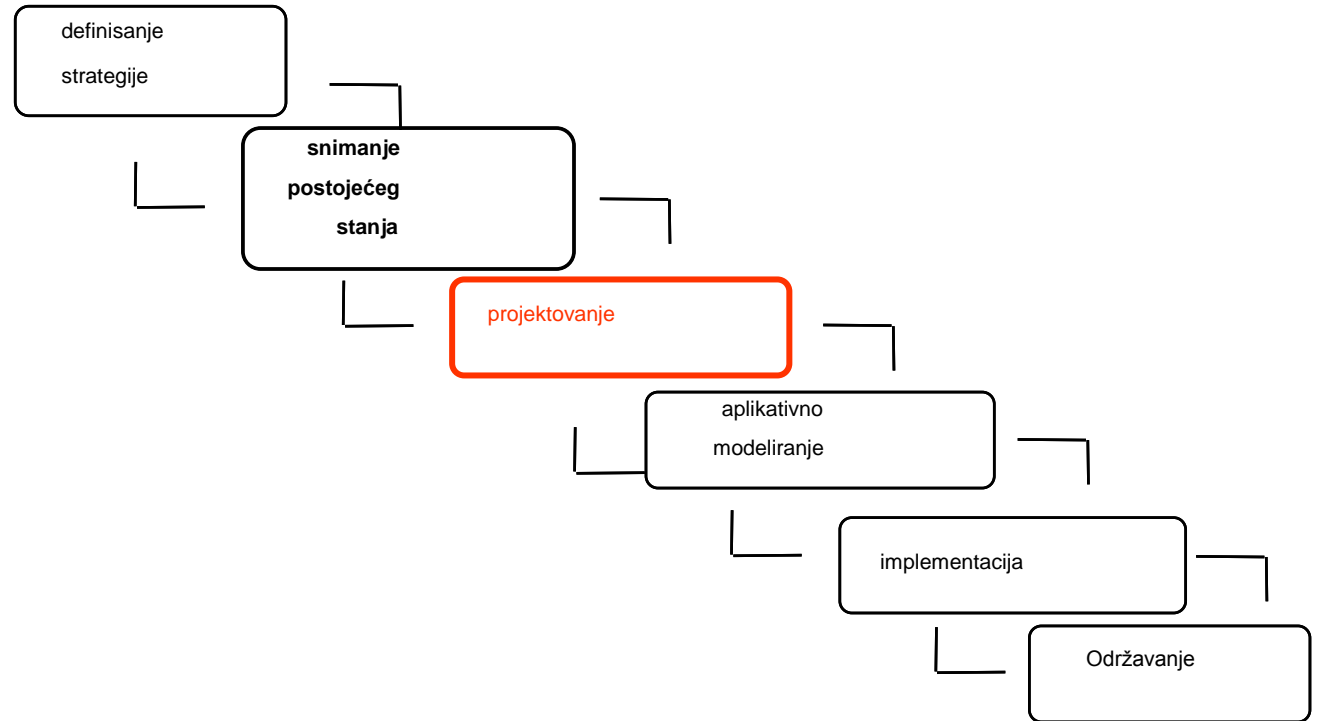 definisanje
strategije
snimanje
postojećeg
stanja
projektovanje
aplikativno
modeliranje
implementacija
Održavanje